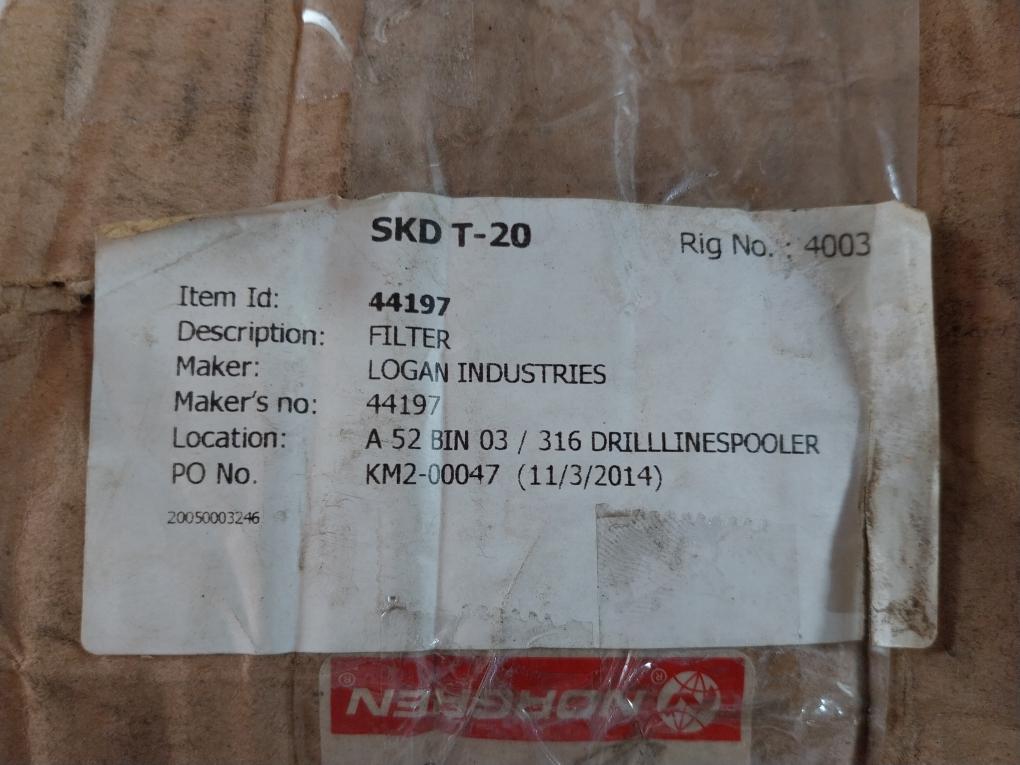 SKD T-20
Rig No. : 4003
Item Id: 44197
Description: FILTER
Maker: LOGAN INDUSTRIES
Maker's no: 44197
Location: A 52 BIN 03 / 316 DRILLLINESPOOLER
PO No. KM2-00047 (11/3/2014)
20050003246
® NORGREN ®